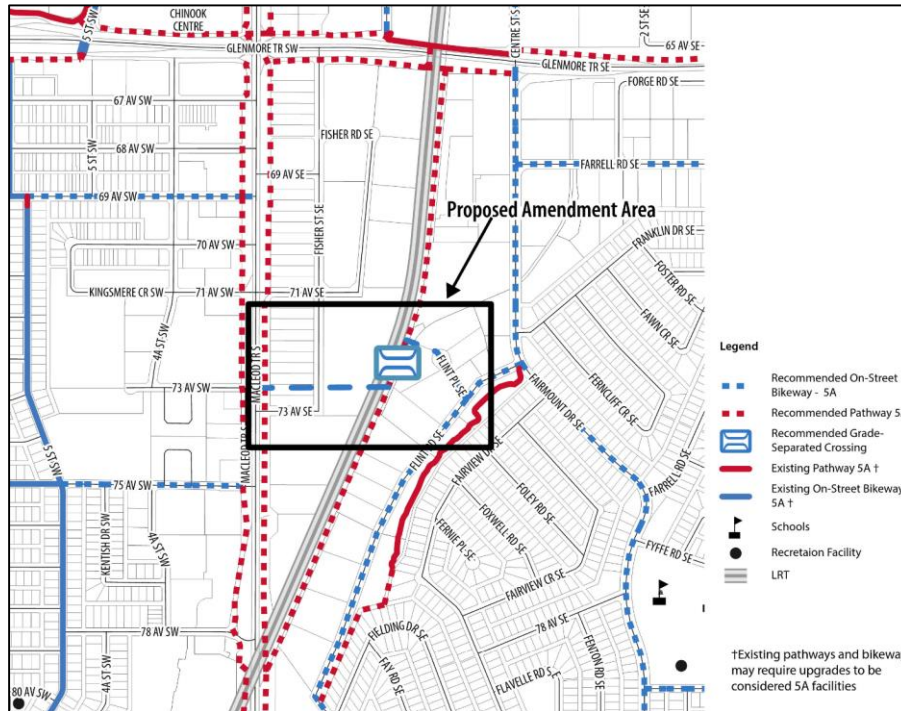 CHINOOK
CENTRE
5 ST SW
GLENMORE TR SW
CENTRE ST S
2 ST SE
65 AV SE
GLENMORE TR SE
FORGE RD SE
67 AV SW
5 ST SW
FISHER RD SE
68 AV SW
FARRELL RD SE
69 AV SE
69 AV SW
Proposed Amendment Area
FISHER ST SE
FRANKLIN DR SE
70 AV SW
FOSTER RD SE
KINGSMERE CR SW
71 AV SW
71 AV SE
FAWN CR SE
4A ST SW
MACLEOD TR S
FLINT PL SE
FERNCLIFF CR SE
73 AV SW
73 AV SE
FAIRMOUNT DR SE
MACLEOD TR S
FLINT RD SE
FAIRVIEW DR SE
5 ST SW
75 AV SW
FOLEY RD SE
FARRELL RD SE
KENTISH DR SW
4A ST SW
FOXWELL RD SE
FERNIE PL SE
FYFFE RD SE
FAIRVIEW CR SE
78 AV SW
78 AV SE
FIELDING DR SE
FENTON RD SE
80 AV SW
4A ST SW
FAY RD SE
FLAVELLE RD SE
Legend
Recommended On-Street
Bikeway - 5A
Recommended Pathway 5
Recommended Grade-
Separated Crossing
Existing Pathway 5A †
Existing On-Street Bikeway
5A †
Schools
Recretaion Facility
LRT
†Existing pathways and bikeway
may require upgrades to be
considered 5A facilities